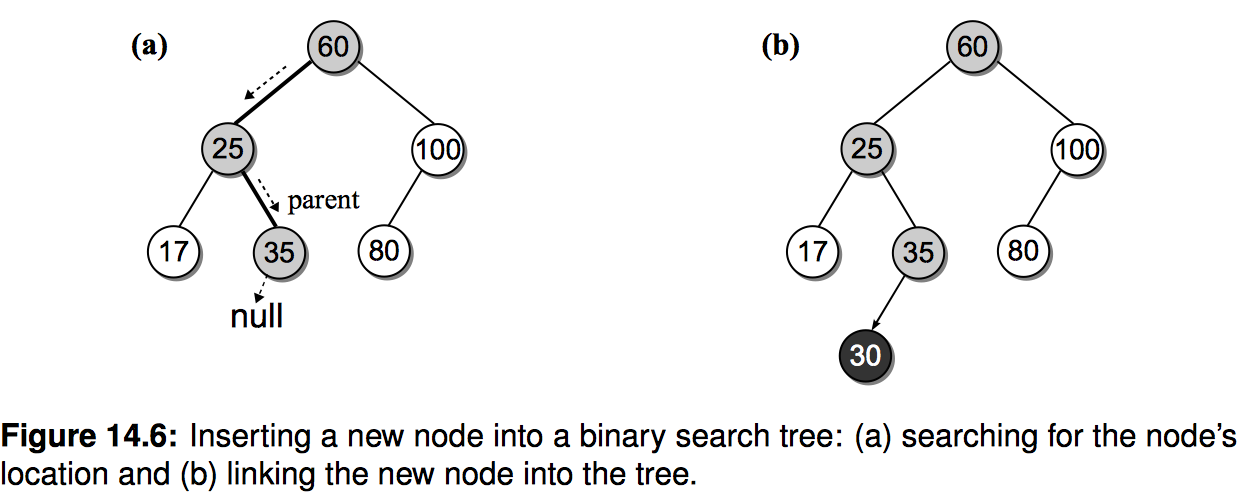 (a)
60
25
100
parent
17
35
80
null
(b)
60
25
100
17
35
80
30
Figure 14.6: Inserting a new node into a binary search tree: (a) searching for the node’s
location and (b) linking the new node into the tree.